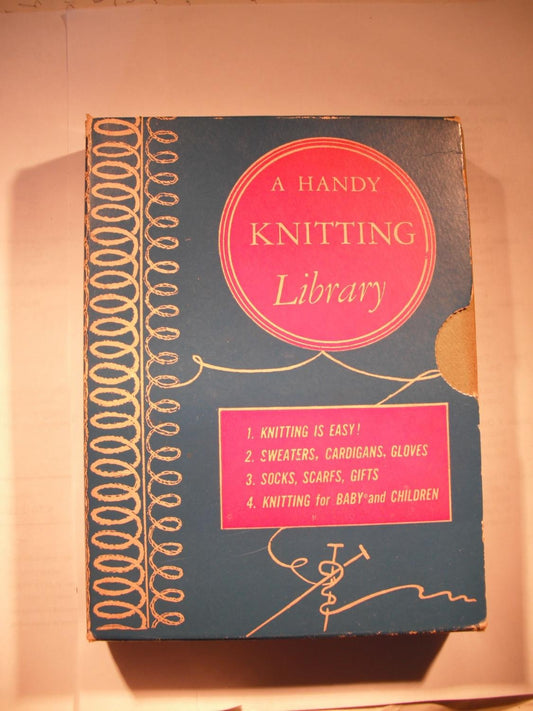 A HANDY
KNITTING
Library
1. KNITTING IS EASY!
2. SWEATERS, CARDIGANS, GLOVES
3. SOCKS, SCARFS, GIFTS
4. KNITTING for BABY and CHILDREN